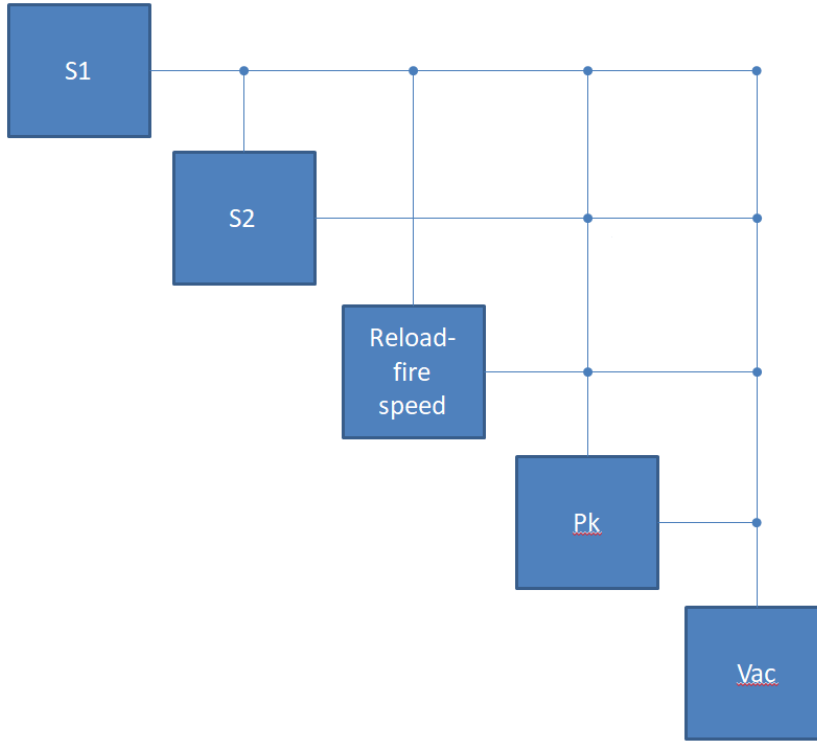 S1
S2
Reload-
fire
speed
Pk
Vac